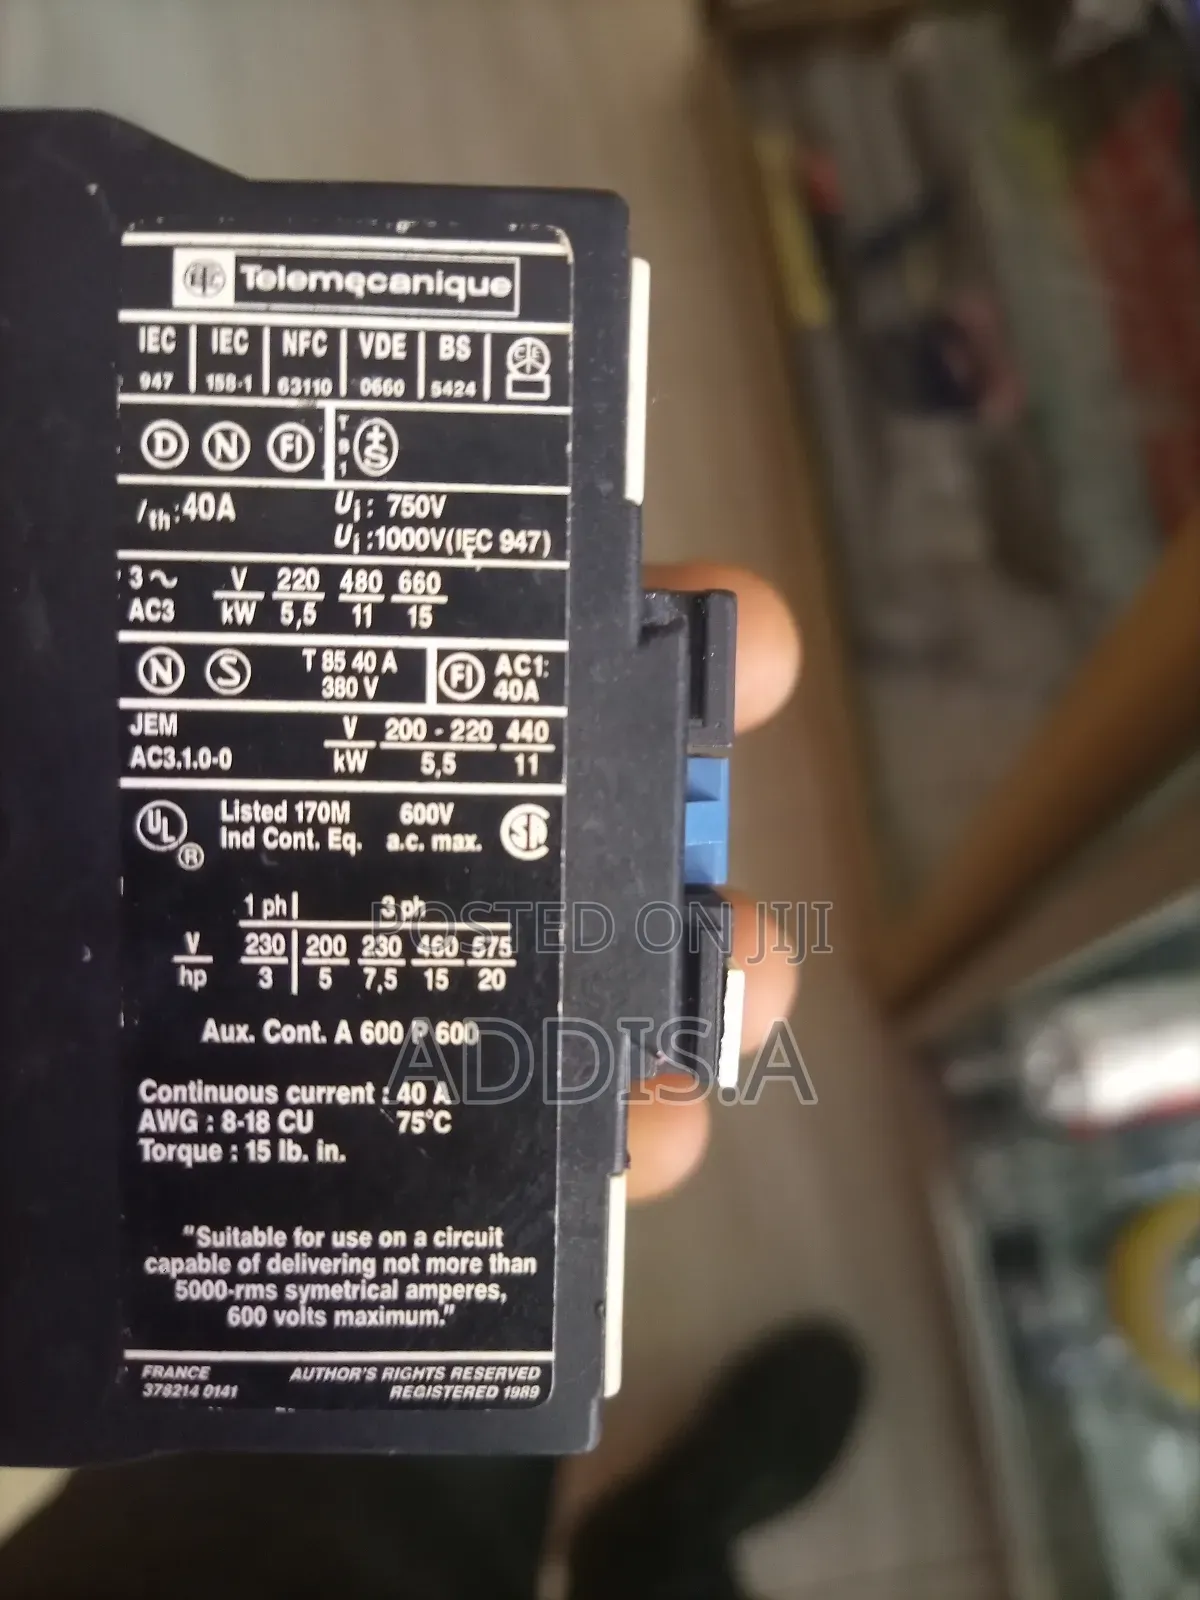 Telemecanique
IEC IEC NFC VDE BS
947 158-1 63110 0660 5424
D N FI T B 1 ± S
Ith : 40A Ui : 750V
Ui : 1000V(IEC 947)
3 ~ V 220 480 660
AC3 kW 5,5 11 15
N S T 85 40 A FI AC1:
380 V 40A
JEM V 200 - 220 440
AC3.1.0-0 kW 5,5 11
UL Listed 170M 600V SA
® Ind Cont. Eq. a.c. max.
1 ph 3 ph
V 230 200 230 460 575
hp 3 5 7,5 15 20
Aux. Cont. A 600 P 600
Continuous current : 40 A
AWG : 8-18 CU 75°C
Torque : 15 lb. in.
"Suitable for use on a circuit
capable of delivering not more than
5000-rms symetrical amperes,
600 volts maximum."
FRANCE AUTHOR'S RIGHTS RESERVED
378214 0141 REGISTERED 1989
POSTED ON JIJI
ADDIS.A